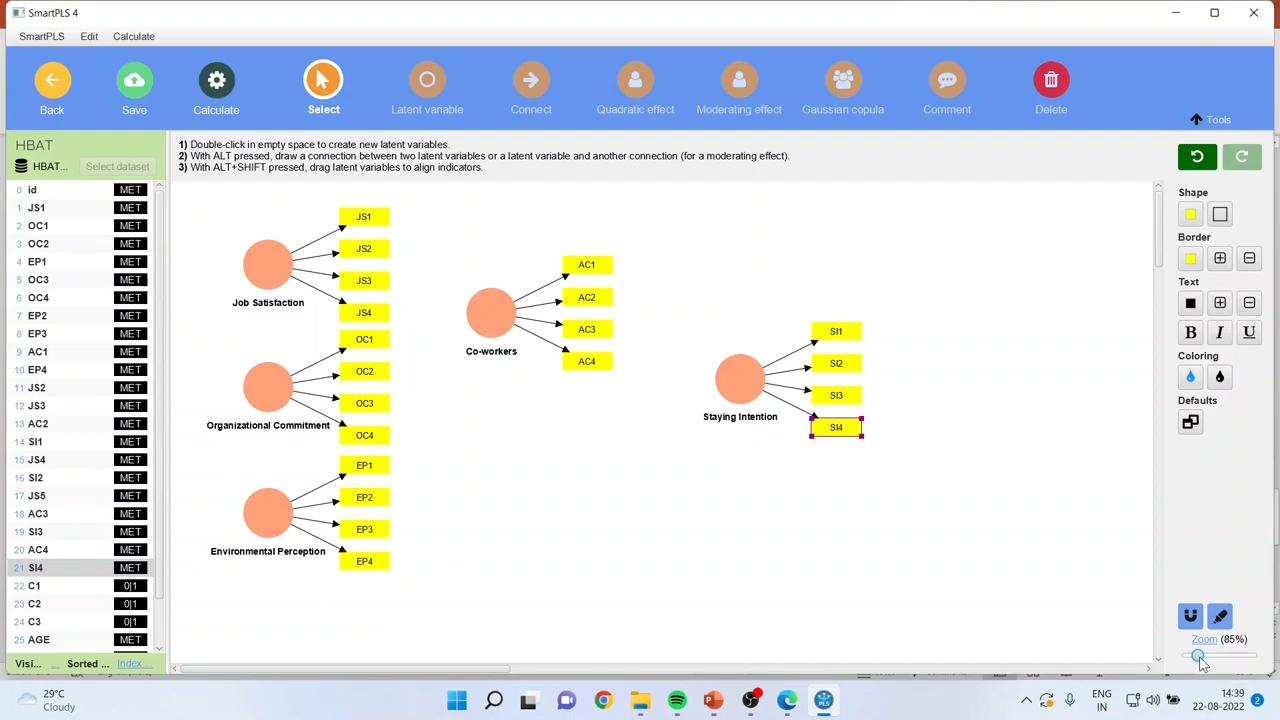 SmartPLS 4
SmartPLS Edit Calculate
Back Save Calculate Select Latent variable Connect Quadratic effect Moderating effect Gaussian copula Comment Delete
Tools
HBAT
HBAT... Select dataset
1) Double-click in empty space to create new latent variables.
2) With ALT pressed, draw a connection between two latent variables or a latent variable and another connection (for a moderating effect).
3) With ALT+SHIFT pressed, drag latent variables to align indicators.
0 id MET
1 JS1 MET
2 OC1 MET
3 OC2 MET
4 EP1 MET
5 OC3 MET
6 OC4 MET
7 EP2 MET
8 EP3 MET
9 AC1 MET
10 EP4 MET
11 JS2 MET
12 JS3 MET
13 AC2 MET
14 SI1 MET
15 JS4 MET
16 SI2 MET
17 JS5 MET
18 AC3 MET
19 SI3 MET
20 AC4 MET
21 SI4 MET
22 C1 0|1
23 C2 0|1
24 C3 0|1
25 AGE MET
Visi... ... Sorted ... Index ...
JS1
JS2
JS3
JS4
Job Satisfaction
OC1
OC2
OC3
OC4
Organizational Commitment
EP1
EP2
EP3
EP4
Environmental Perception
AC1
AC2
AC3
AC4
Co-workers
SI1
SI2
SI3
SI4
Staying Intention
Shape
Border
Text
B I U
Coloring
Defaults
Zoom (85%)
29°C
Cloudy
ENG
IN
14:39
22-08-2022
2